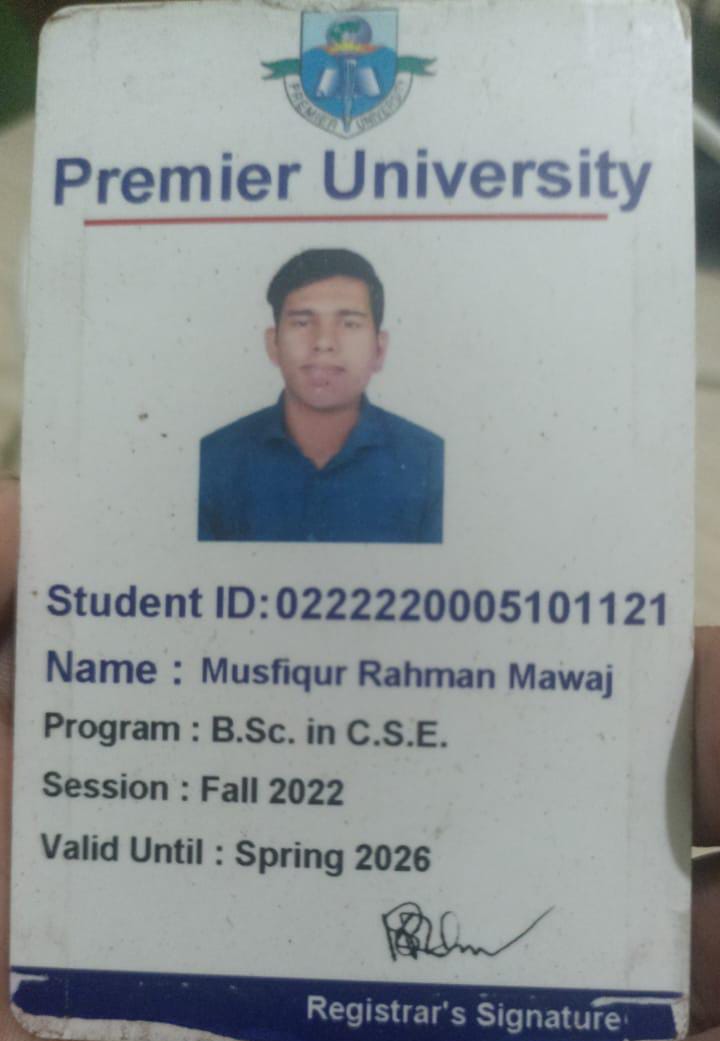 PREMIER UNIVERSITY
Premier University
Student ID:0222220005101121
Name : Musfiqur Rahman Mawaj
Program : B.Sc. in C.S.E.
Session : Fall 2022
Valid Until : Spring 2026
Registrar's Signature